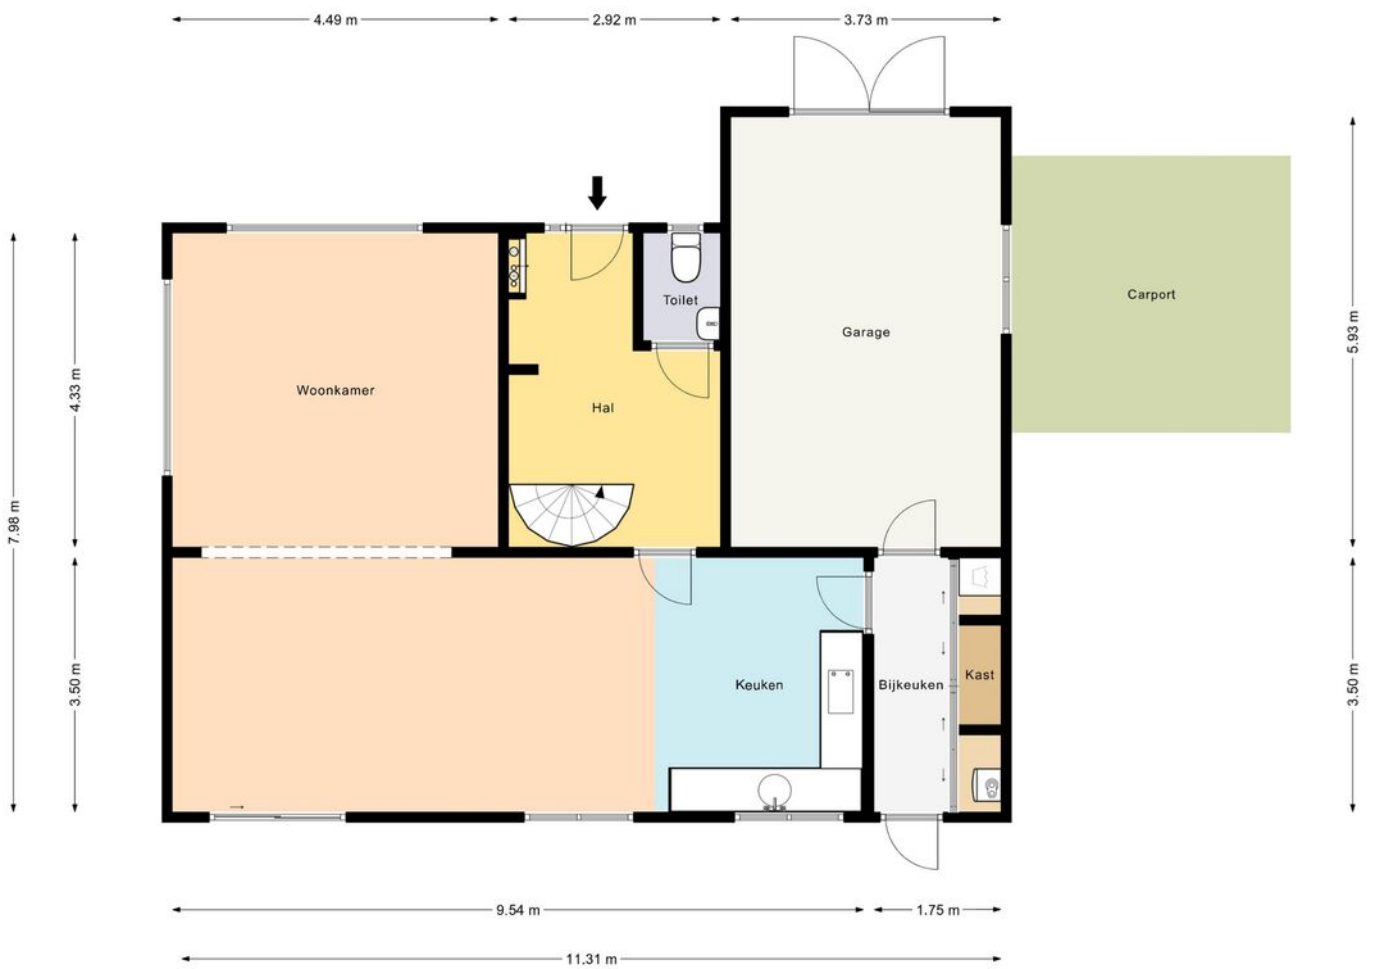 4.49 m
2.92 m
3.73 m
Toilet
Carport
Garage
5.93 m
Woonkamer
4.33 m
Hal
7.98 m
Keuken
Bijkeuken
Kast
3.50 m
3.50 m
9.54 m
1.75 m
11.31 m